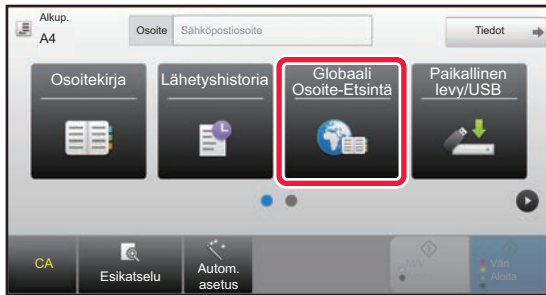 Alkup.
A4
Osoite
Sähköpostiosoite
Tiedot
Osoitekirja
Lähetyshistoria
Globaali
Osoite-Etsintä
Paikallinen
levy/USB
CA
Esikatselu
Autom.
asetus
M/V
Aloita
Väri
Aloita